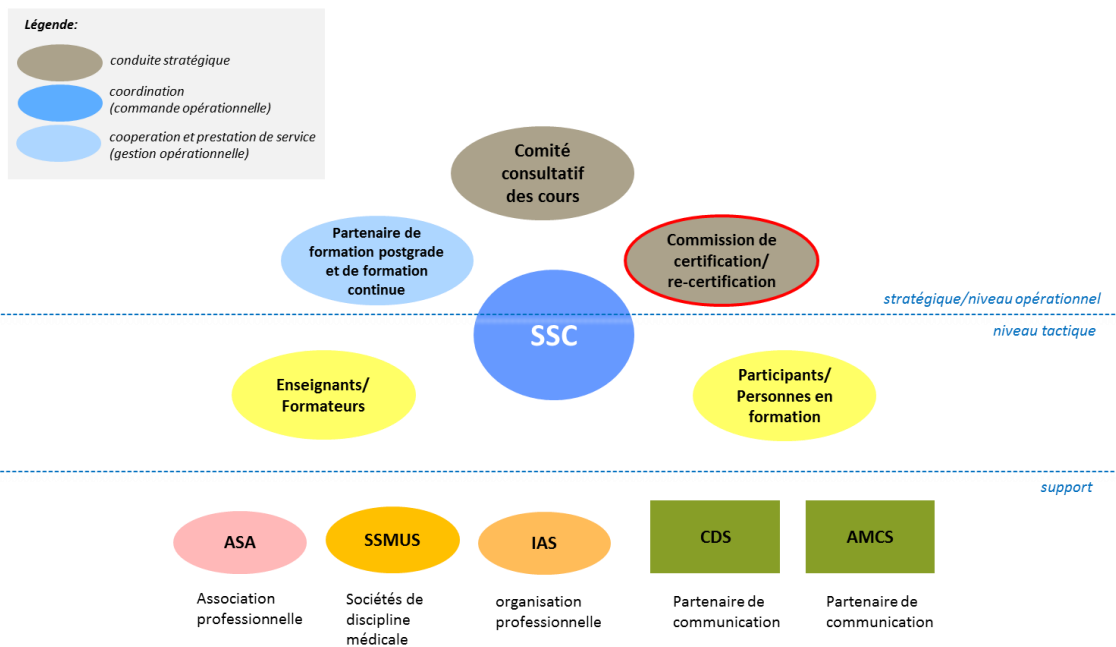 Légende:
conduite stratégique
coordination
(commande opérationelle)
cooperation et prestation de service
(gestion opérationelle)
Comité
consultatif
des cours
Partenaire de
formation postgrade
et de formation
continue
Commission de
certification/
re-certification
stratégique/niveau opérationnel
SSC
niveau tactique
Enseignants/
Formateurs
Participants/
Personnes en
formation
support
ASA
SSMUS
IAS
CDS
AMCS
Association
professionnelle
Sociétés de
discipline
médicale
organisation
professionnelle
Partenaire de
communication
Partenaire de
communication